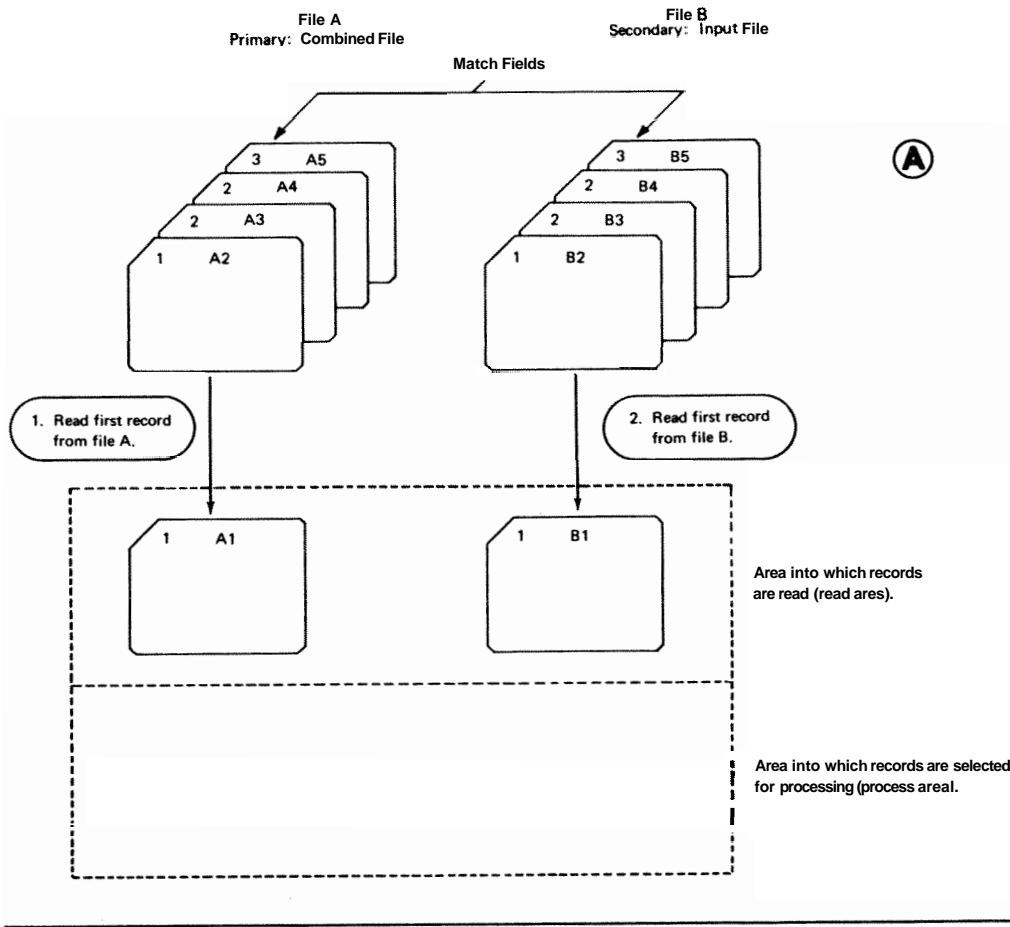 File A
Primary: Combined File
File B
Secondary: Input File
Match Fields
A
3 A5
2 A4
2 A3
1 A2
3 B5
2 B4
2 B3
1 B2
1. Read first record
from file A.
2. Read first record
from file B.
1 A1
1 B1
Area into which records
are read (read ares).
Area into which records are selected
for processing (process areal.